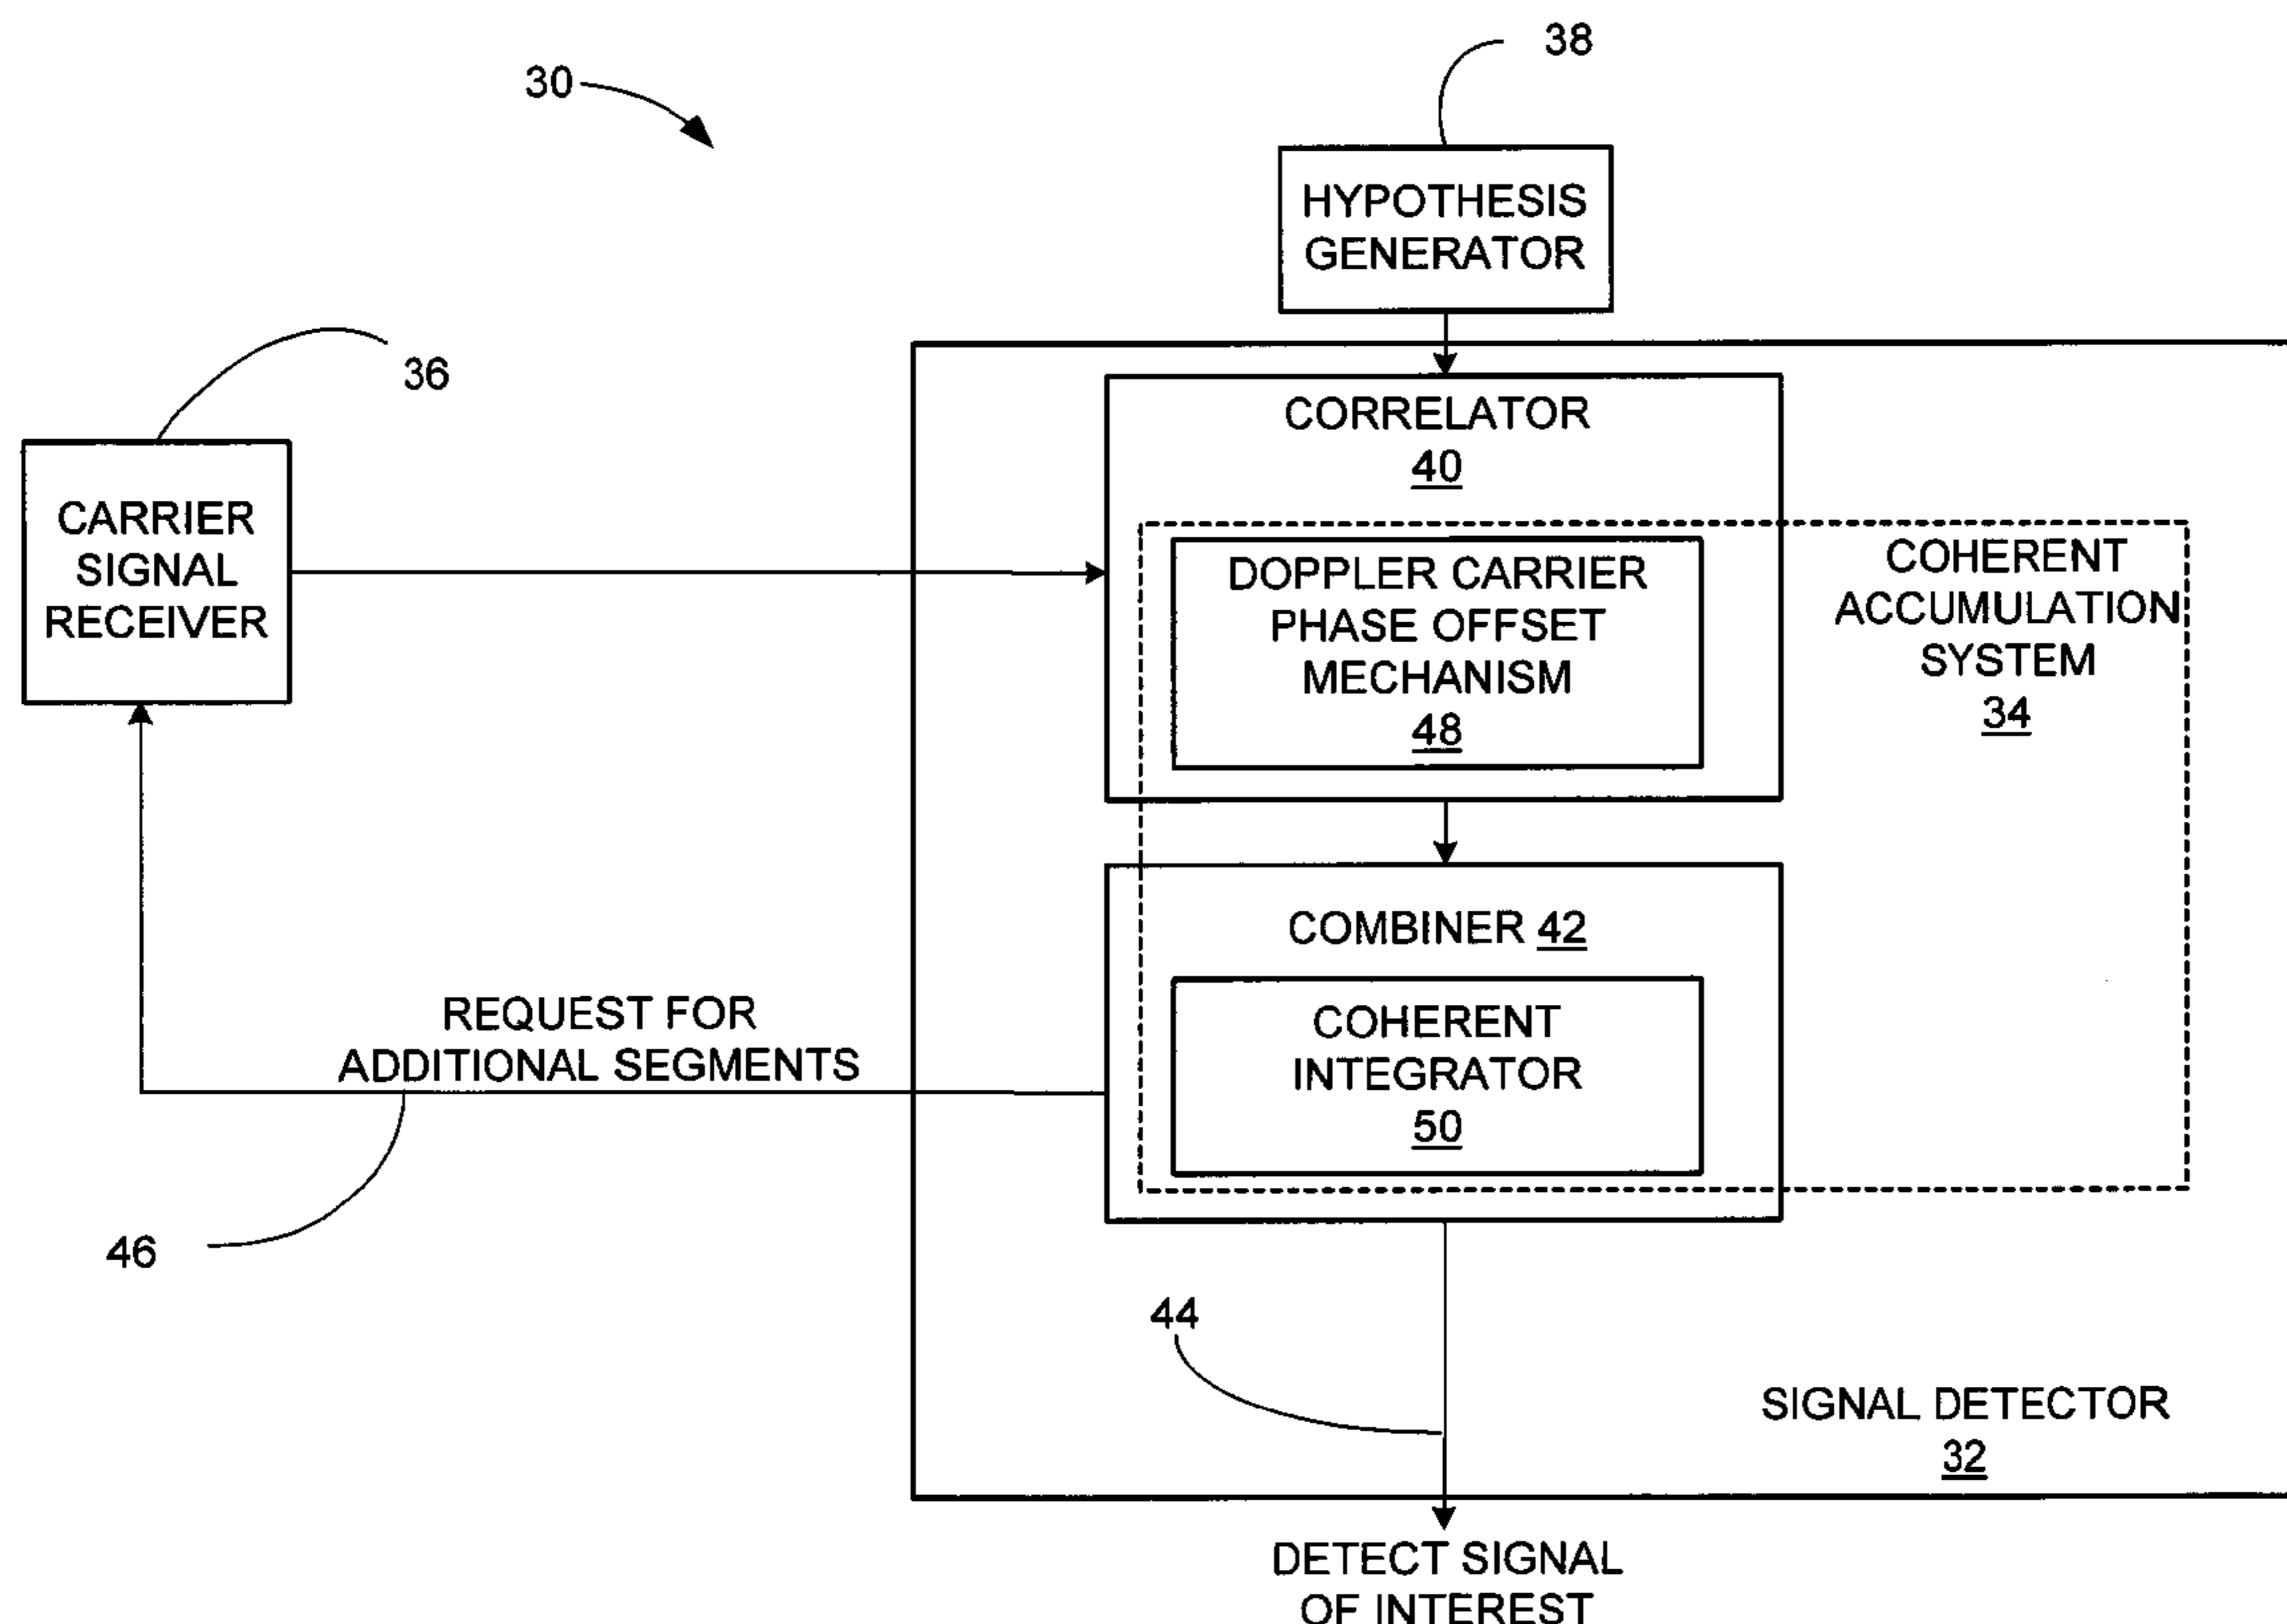 38
30
HYPOTHESIS
GENERATOR
36
CORRELATOR
40
CARRIER
SIGNAL
RECEIVER
DOPPLER CARRIER
PHASE OFFSET
MECHANISM
48
COHERENT
ACCUMULATION
SYSTEM
34
COMBINER 42
REQUEST FOR
ADDITIONAL SEGMENTS
COHERENT
INTEGRATOR
50
46
44
SIGNAL DETECTOR
32
DETECT SIGNAL
OF INTEREST